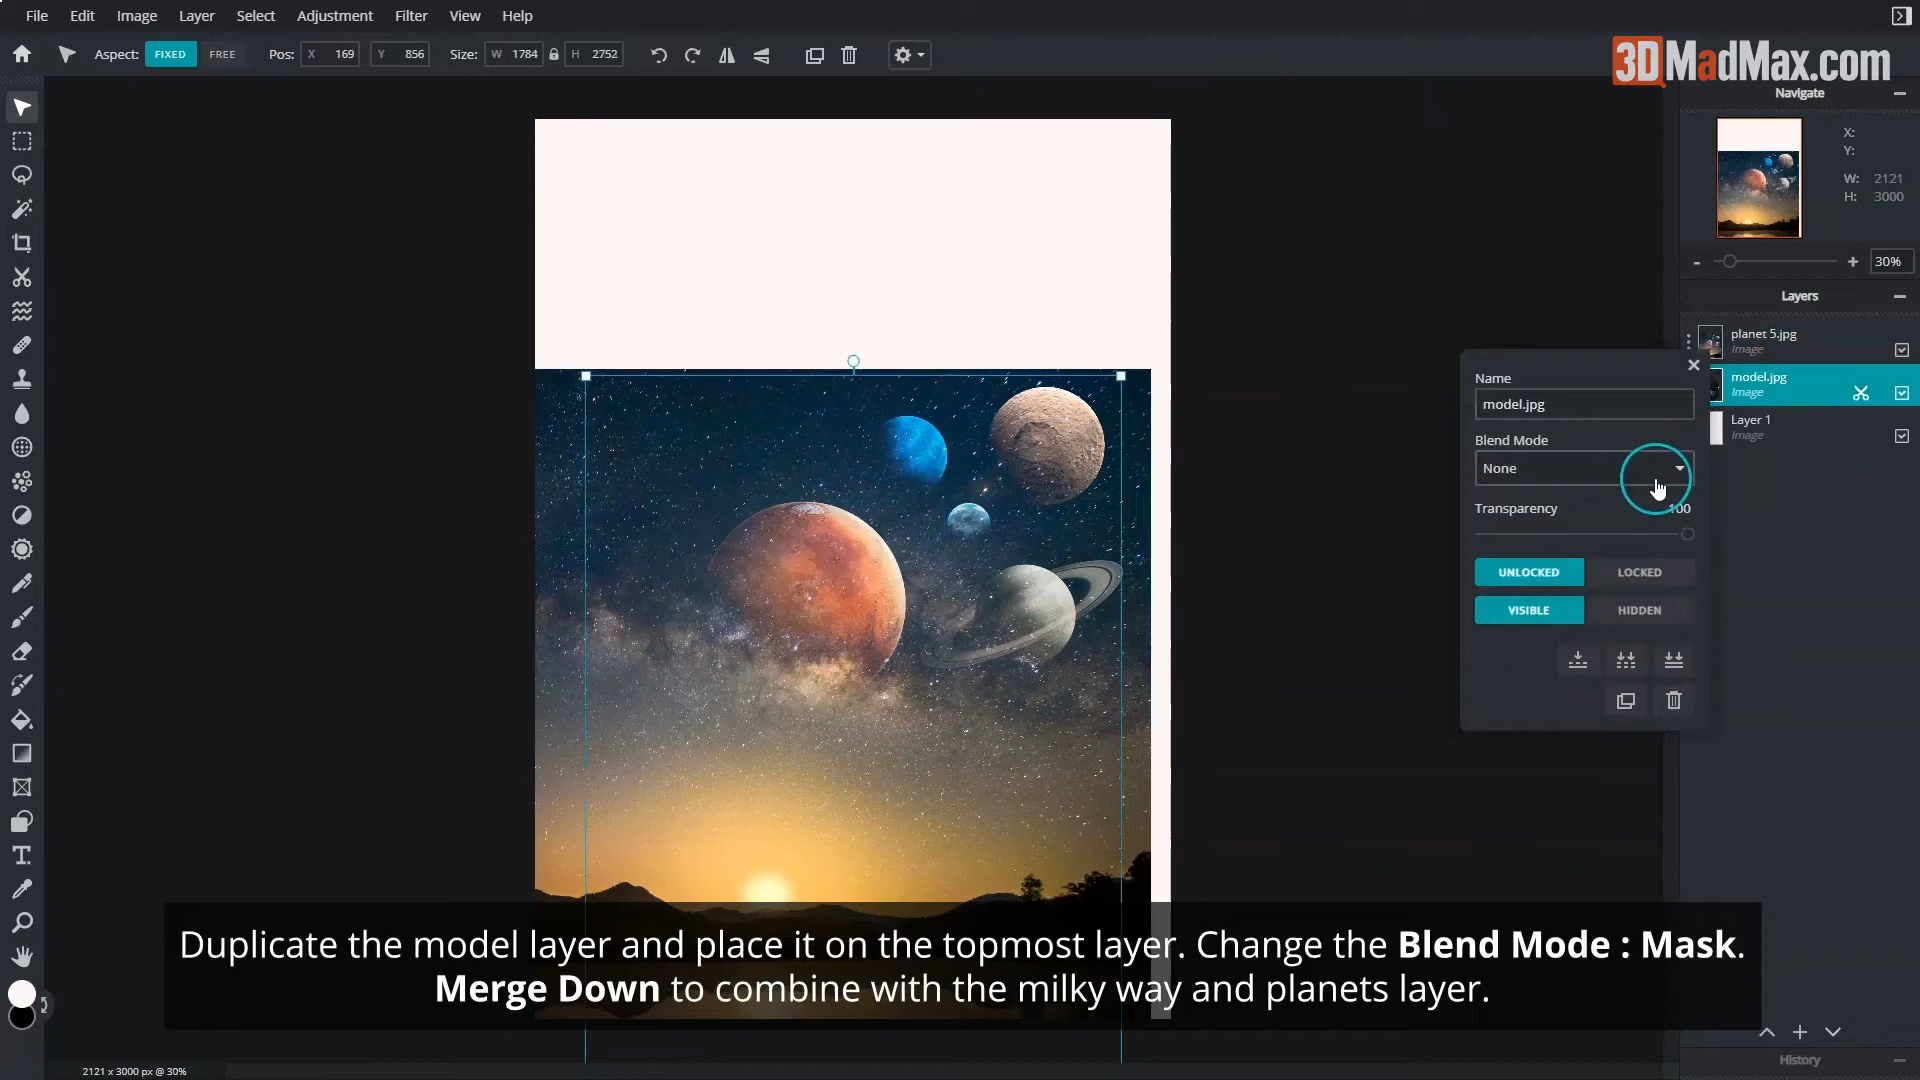 File Edit Image Layer Select Adjustment Filter View Help
Aspect: FIXED FREE Pos: X 169 Y 856 Size: W 1784 H 2752
3DMadMax.com
Navigate
X:
Y:
W: 2121
H: 3000
- + 30%
Layers
planet 5.jpg
Image
model.jpg
Image
Layer 1
Image
Name
model.jpg
Blend Mode
None
Transparency 100
UNLOCKED LOCKED
VISIBLE HIDDEN
Duplicate the model layer and place it on the topmost layer. Change the Blend Mode : Mask.
Merge Down to combine with the milky way and planets layer.
History
2121 x 3000 px @ 30%